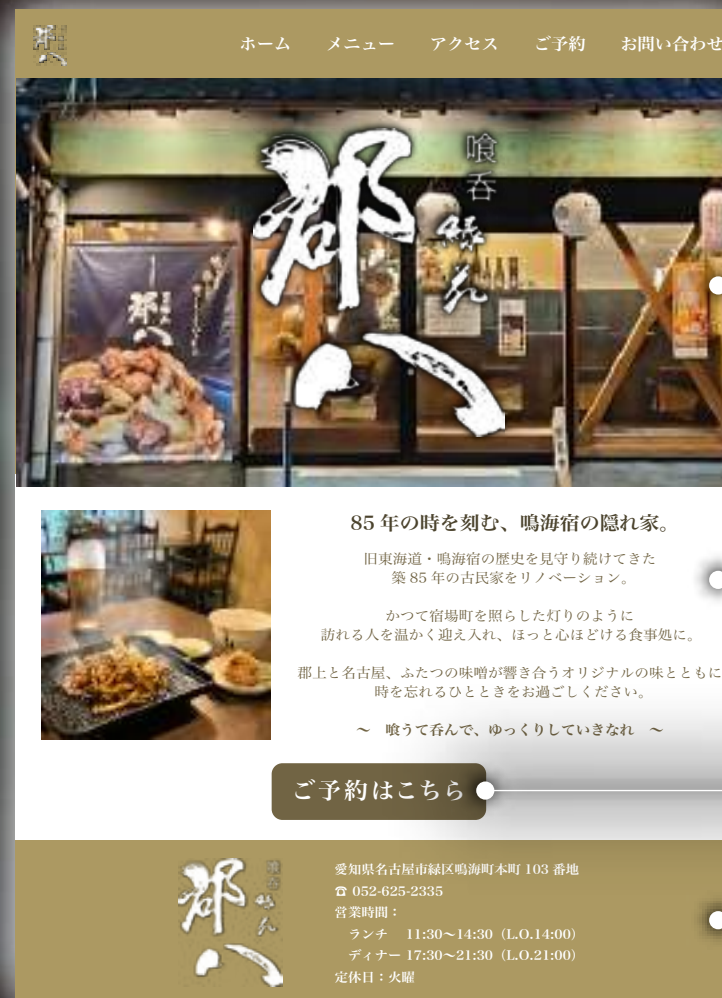 ホーム メニュー アクセス ご予約 お問い合わせ
喰呑
緑苑
郡八
85 年の時を刻む、鳴海宿の隠れ家。
旧東海道・鳴海宿の歴史を見守り続けてきた
築 85 年の古民家をリノベーション。
かつて宿場町を照らした灯りのように
訪れる人を温かく迎え入れ、ほっと心ほどける食事処に。
郡上と名古屋、ふたつの味噌が響き合うオリジナルの味とともに
時を忘れるひとときをお過ごしください。
～ 喰うて呑んで、ゆっくりしていきなれ ～
ご予約はこちら
郡八
愛知県名古屋市緑区鳴海町本町 103 番地
☎ 052-625-2335
営業時間：
ランチ 11:30～14:30（L.O.14:00）
ディナー 17:30～21:30（L.O.21:00）
定休日：火曜